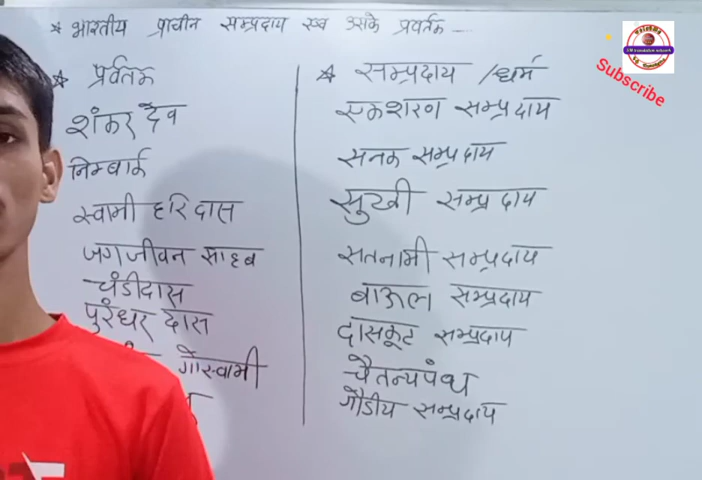 * भारतीय प्राचीन सम्प्रदाय एवं उसके प्रवर्तक
* प्रर्वतक
* सम्प्रदाय / धर्म
शंकर देव
एकशरण सम्प्रदाय
निम्बार्क
सनक सम्प्रदाय
स्वामी हरि दास
सुखी सम्प्रदाय
जगजीवन साहब
सतनामी सम्प्रदाय
चंडीदास
बाऊल सम्प्रदाय
पुरंधर दास
दासकूट सम्प्रदाय
गोस्वामी
चैतन्यपंथ
गौडीय सम्प्रदाय
Subscribe